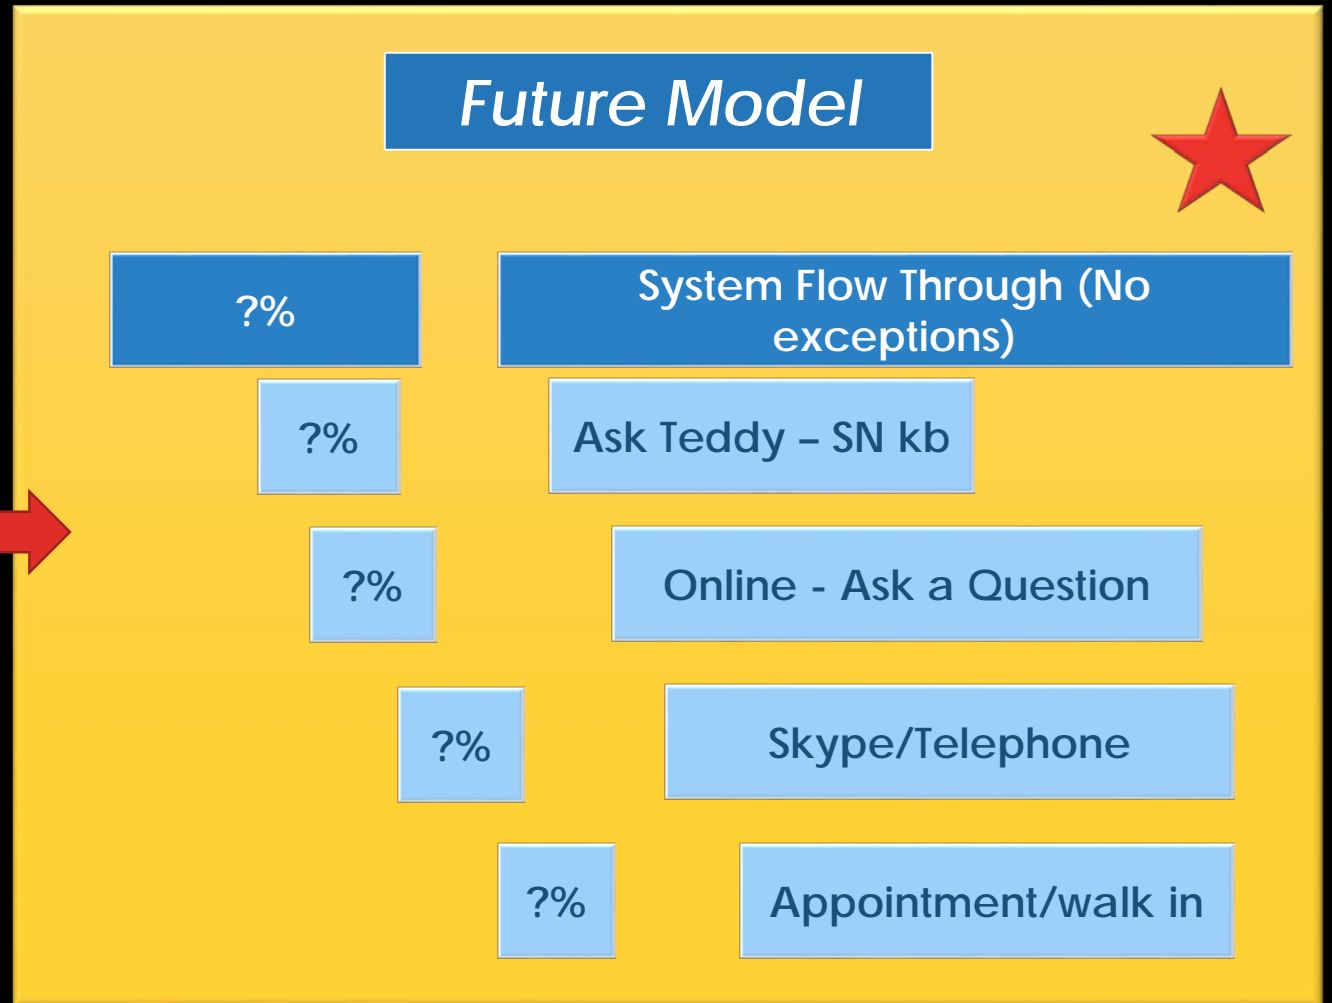 Future Model
?%
System Flow Through (No
exceptions)
?%
Ask Teddy – SN kb
?%
Online - Ask a Question
?%
Skype/Telephone
?%
Appointment/walk in